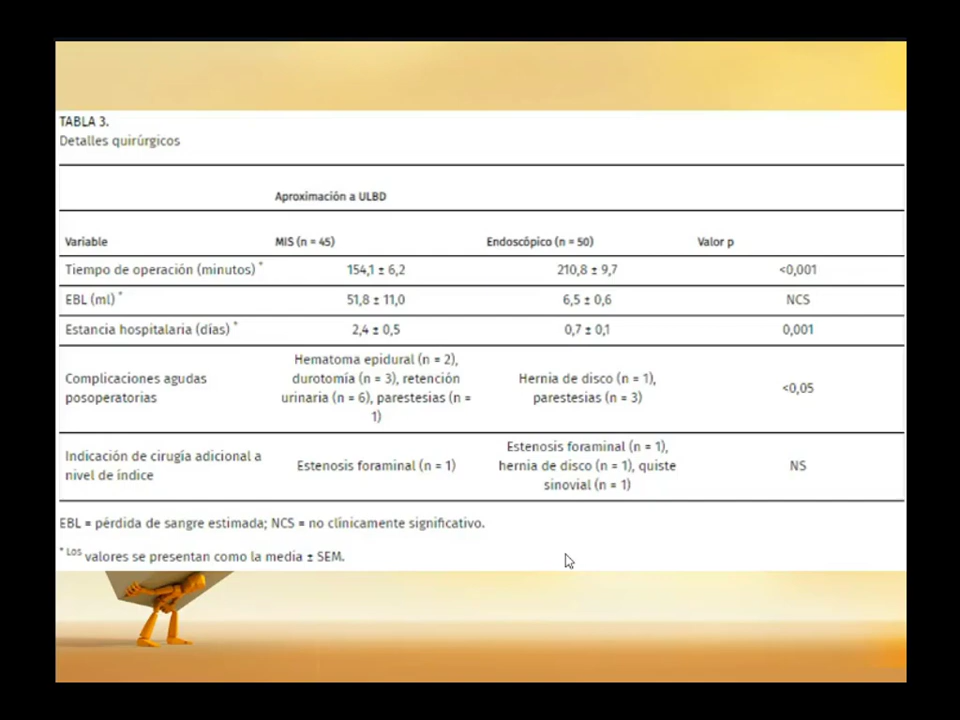 TABLA 3.
Detalles quirúrgicos
Aproximación a ULBD
Variable MIS (n = 45) Endoscópico (n = 50) Valor p
Tiempo de operación (minutos) * 154,1 ± 6,2 210,8 ± 9,7 <0,001
EBL (ml) * 51,8 ± 11,0 6,5 ± 0,6 NCS
Estancia hospitalaria (días) * 2,4 ± 0,5 0,7 ± 0,1 0,001
Complicaciones agudas
posoperatorias
Hematoma epidural (n = 2),
durotomía (n = 3), retención
urinaria (n = 6), parestesias (n =
1)
Hernia de disco (n = 1),
parestesias (n = 3)
<0,05
Indicación de cirugía adicional a
nivel de índice
Estenosis foraminal (n = 1)
Estenosis foraminal (n = 1),
hernia de disco (n = 1), quiste
sinovial (n = 1)
NS
EBL = pérdida de sangre estimada; NCS = no clínicamente significativo.
* Los valores se presentan como la media ± SEM.